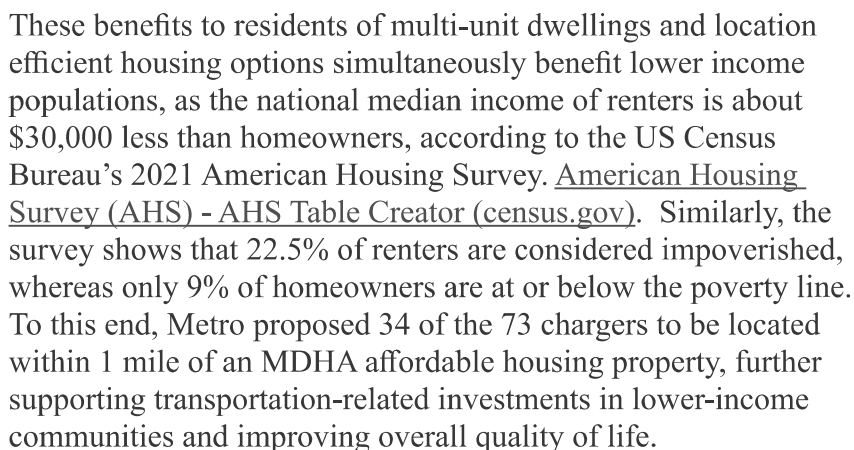 These benefits to residents of multi-unit dwellings and location
efficient housing options simultaneously benefit lower income
populations, as the national median income of renters is about
$30,000 less than homeowners, according to the US Census
Bureau’s 2021 American Housing Survey. American Housing
Survey (AHS) - AHS Table Creator (census.gov).  Similarly, the
survey shows that 22.5% of renters are considered impoverished,
whereas only 9% of homeowners are at or below the poverty line.
To this end, Metro proposed 34 of the 73 chargers to be located
within 1 mile of an MDHA affordable housing property, further
supporting transportation-related investments in lower-income
communities and improving overall quality of life.